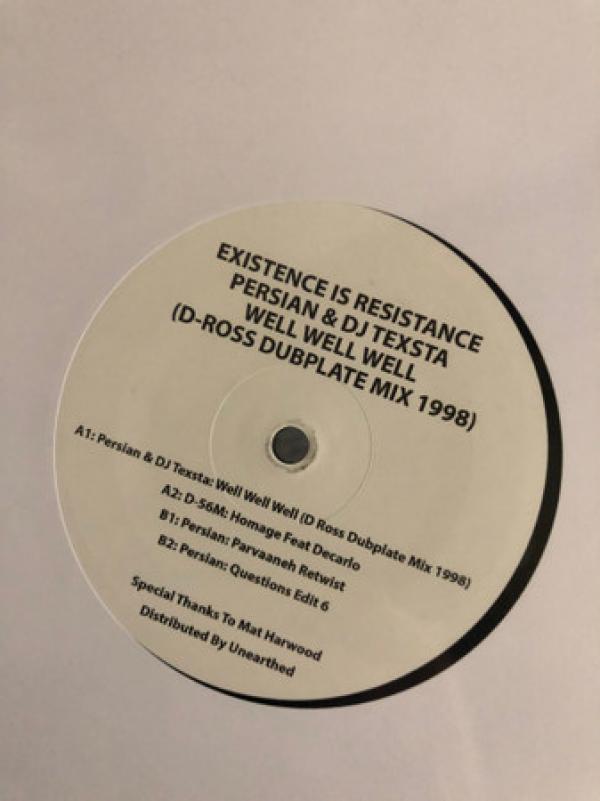 EXISTENCE IS RESISTANCE
PERSIAN & DJ TEXSTA
WELL WELL WELL
(D-ROSS DUBPLATE MIX 1998)
A1: Persian & DJ Texsta: Well Well Well (D Ross Dubplate Mix 1998)
A2: D-56M: Homage Feat Decarlo
B1: Persian: Parvaaneh Retwist
B2: Persian: Questions Edit 6
Special Thanks To Mat Harwood
Distributed By Unearthed